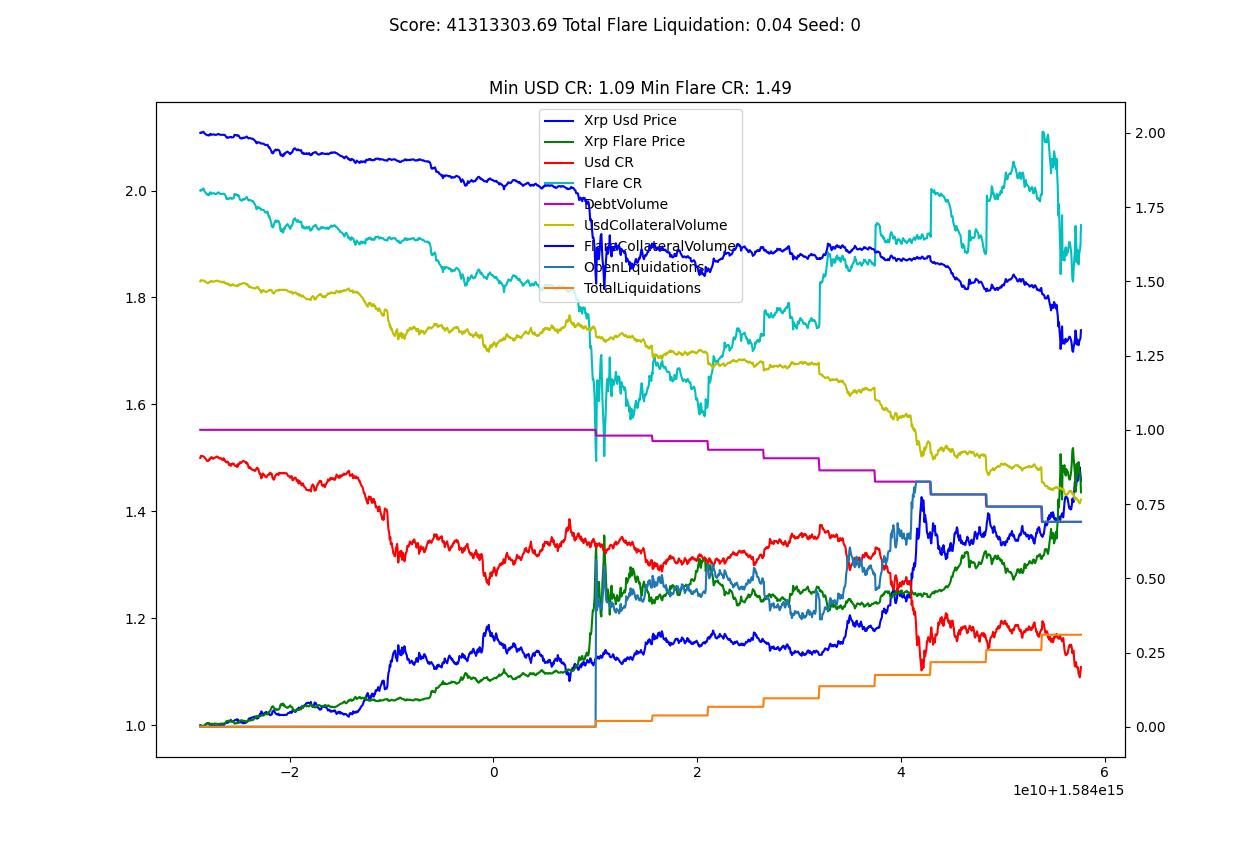 Score: 41313303.69 Total Flare Liquidation: 0.04 Seed: 0
Min USD CR: 1.09 Min Flare CR: 1.49
Xrp Usd Price
Xrp Flare Price
Usd CR
Flare CR
DebtVolume
UsdCollateralVolume
FlareCollateralVolume
OpenLiquidations
TotalLiquidations
2.0
1.8
1.6
1.4
1.2
1.0
2.00
1.75
1.50
1.25
1.00
0.75
0.50
0.25
0.00
−2 0 2 4 6
1e10+1.584e15